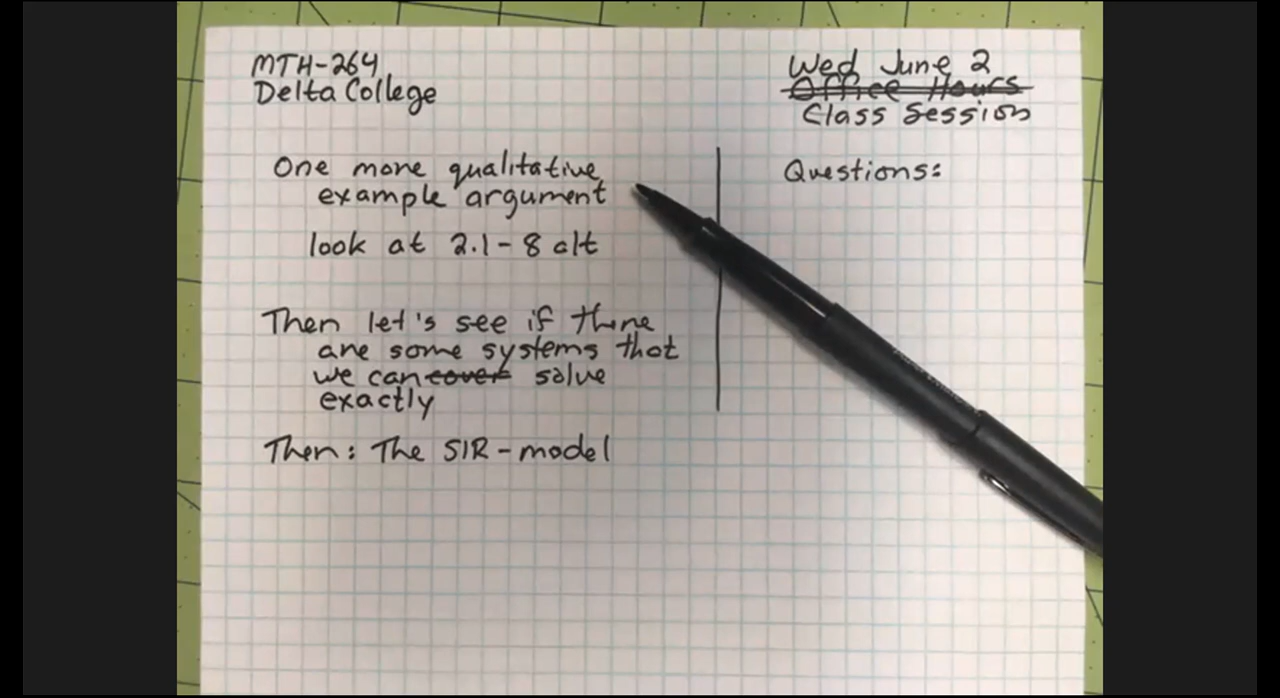 MTH-264
Delta College
Wed June 2
Office Hours
Class Session
One more qualitative
example argument
look at 2.1-8 alt
Then let's see if there
are some systems that
we can cover solve
exactly
Then: The SIR-model
Questions: